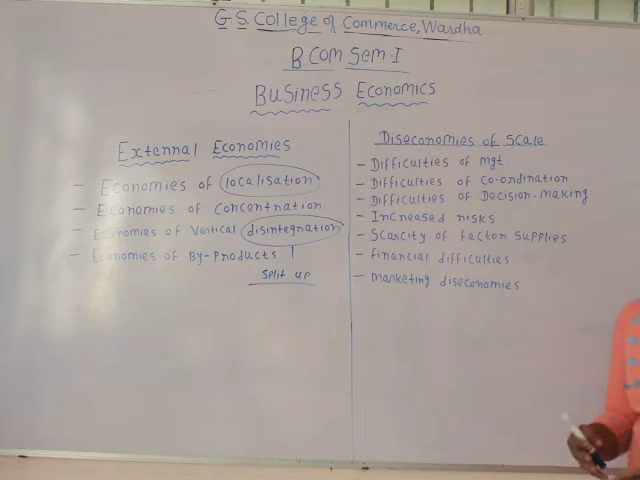 G S College of Commerce, Wardha
B.Com Sem-I
Business Economics
External Economies
- Economies of localisation
- Economies of concentration
- Economies of vertical disintegration
- Economies of By-Products
Split up
Diseconomies of Scale
- Difficulties of mgt.
- Difficulties of co-ordination
- Difficulties of Decision-making
- Increased risks
- Scarcity of factor supplies
- financial difficulties
- marketing diseconomies